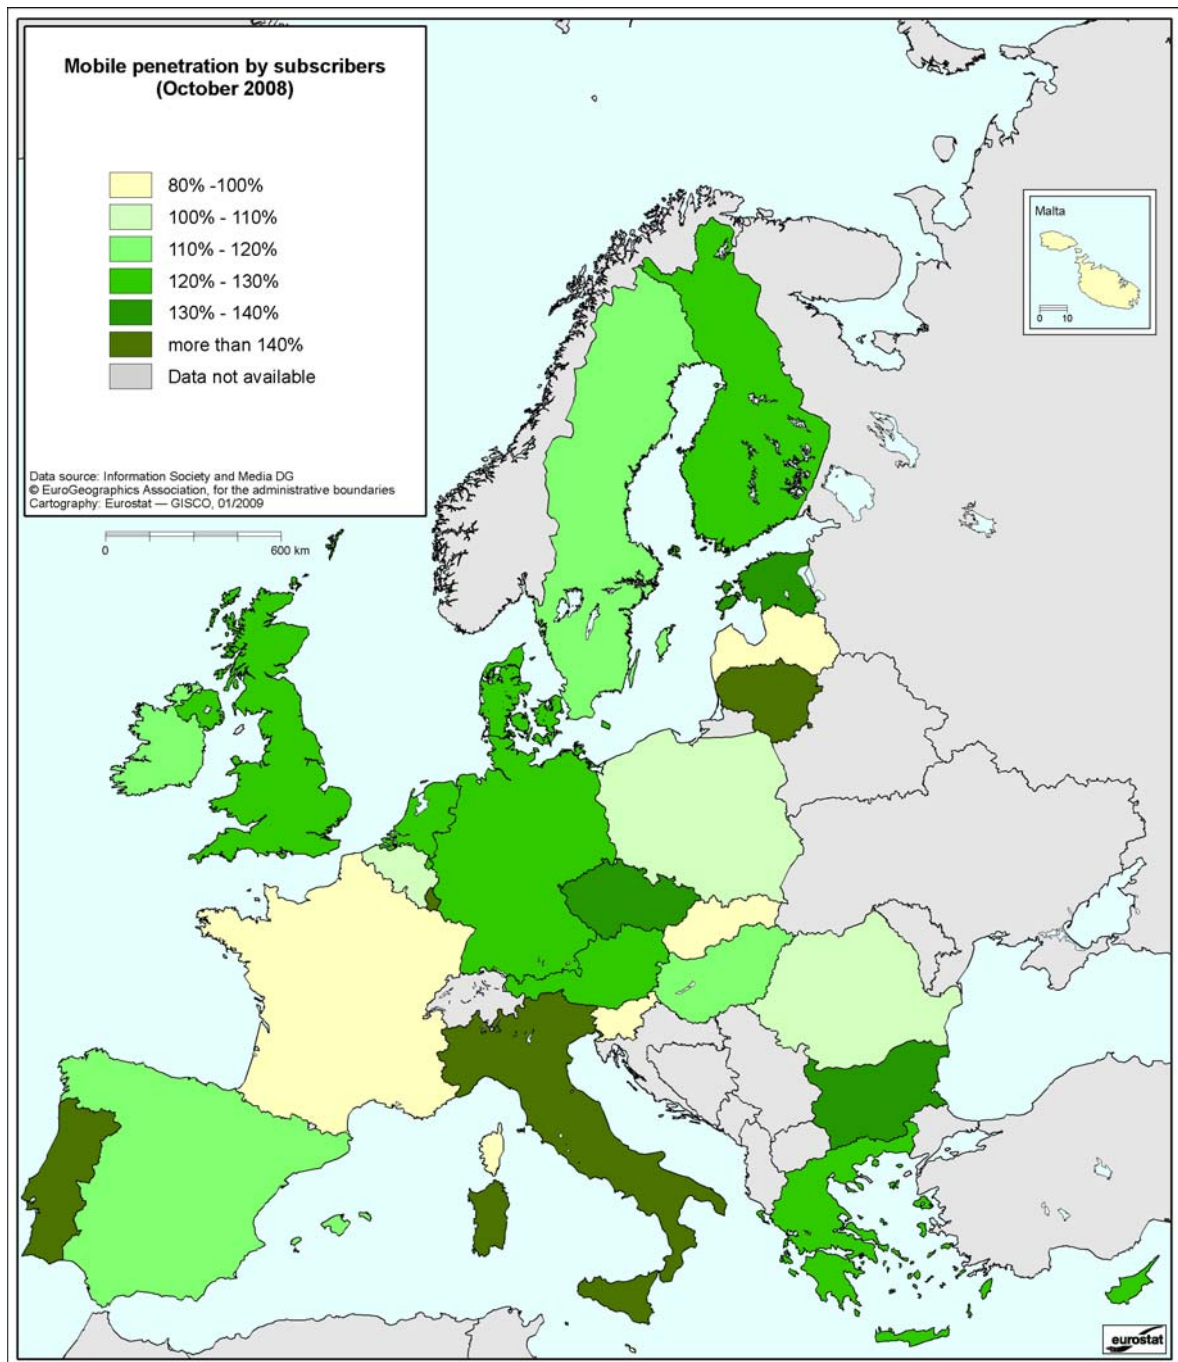 Mobile penetration by subscribers
(October 2008)
80% -100%
100% - 110%
110% - 120%
120% - 130%
130% - 140%
more than 140%
Data not available
Data source: Information Society and Media DG
© EuroGeographics Association, for the administrative boundaries
Cartography: Eurostat — GISCO, 01/2009
0 600 km
Malta
0 10
eurostat